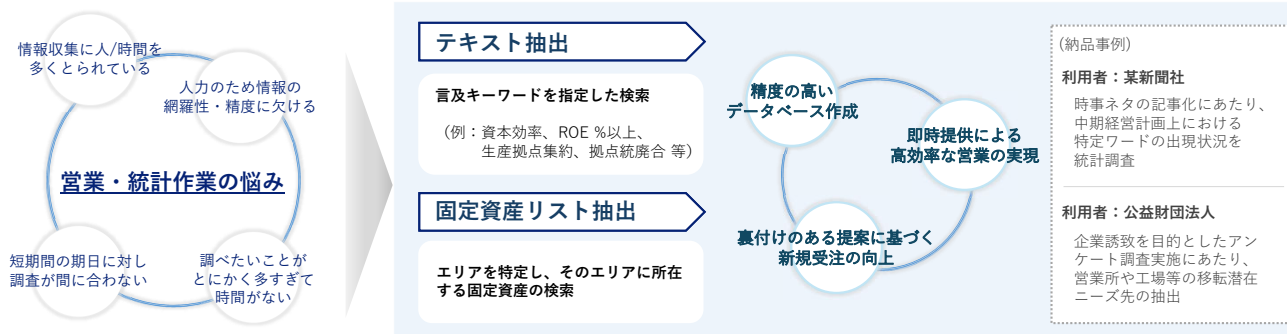 情報収集に人/時間を
多くとられている
人力のため情報の
網羅性・精度に欠ける
営業・統計作業の悩み
短期間の期日に対し
調査が間に合わない
調べたいことが
とにかく多すぎて
時間がない
テキスト抽出
言及キーワードを指定した検索
（例：資本効率、ROE %以上、
生産拠点集約、拠点統廃合 等）
固定資産リスト抽出
エリアを特定し、そのエリアに所在
する固定資産の検索
精度の高い
データベース作成
即時提供による
高効率な営業の実現
裏付けのある提案に基づく
新規受注の向上
(納品事例)
利用者：某新聞社
時事ネタの記事化にあたり、
中期経営計画上における
特定ワードの出現状況を
統計調査
利用者：公益財団法人
企業誘致を目的としたアン
ケート調査実施にあたり、
営業所や工場等の移転潜在
ニーズ先の抽出